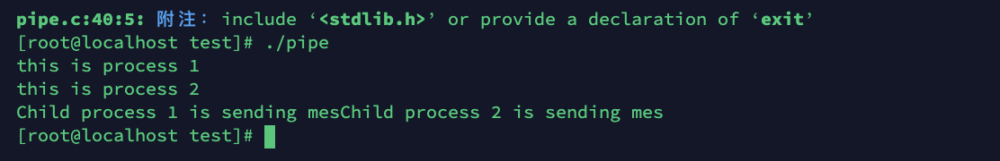 pipe.c:40:5: 附注: include ‘<stdlib.h>’ or provide a declaration of ‘exit’
[root@localhost test]# ./pipe
this is process 1
this is process 2
Child process 1 is sending mesChild process 2 is sending mes
[root@localhost test]#